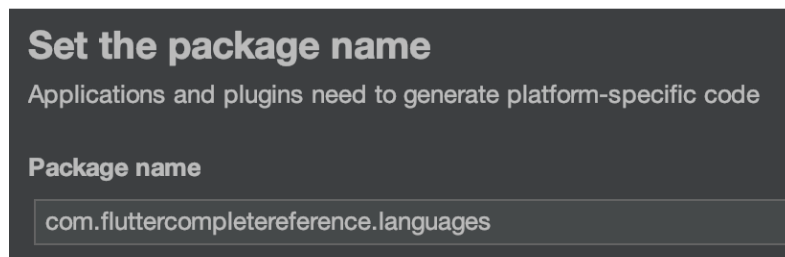 Set the package name
Applications and plugins need to generate platform-specific code
Package name
com.fluttercompletereference.languages